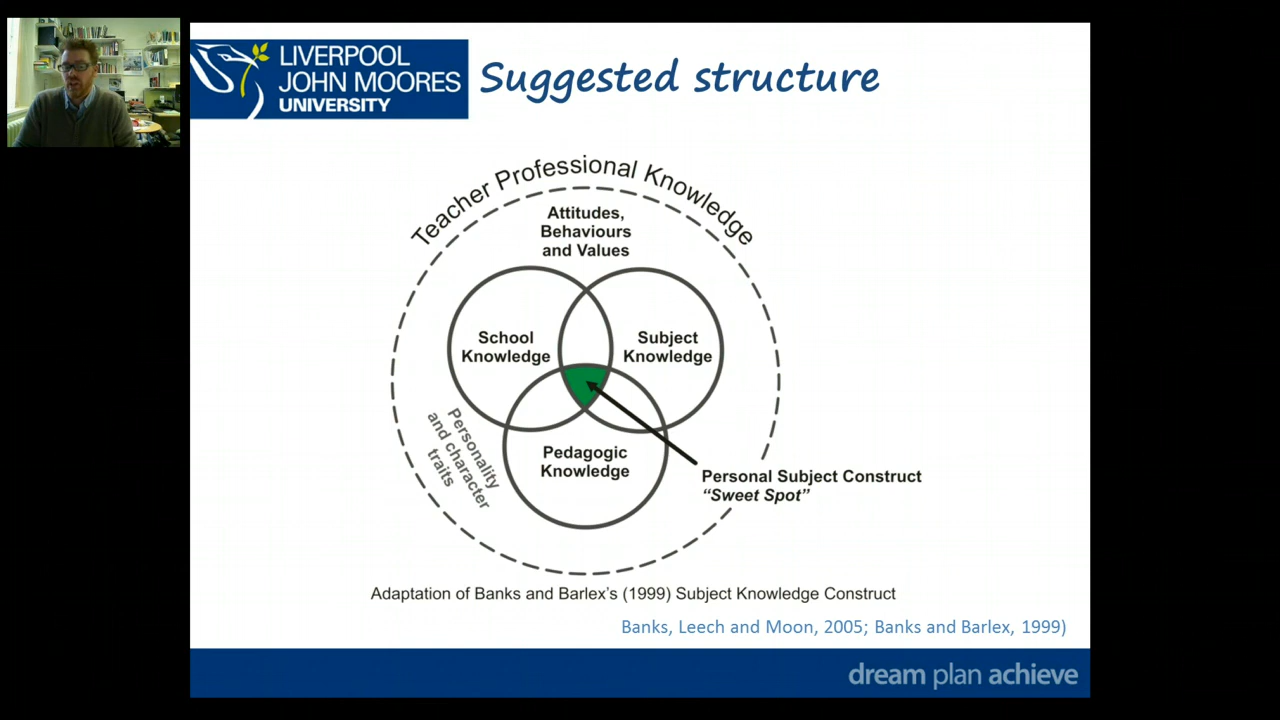 LIVERPOOL
JOHN MOORES
UNIVERSITY
Suggested structure
Teacher Professional Knowledge
Attitudes,
Behaviours
and Values
School
Knowledge
Subject
Knowledge
Personality
and character
traits
Pedagogic
Knowledge
Personal Subject Construct
“Sweet Spot”
Adaptation of Banks and Barlex’s (1999) Subject Knowledge Construct
Banks, Leech and Moon, 2005; Banks and Barlex, 1999)
dream plan achieve